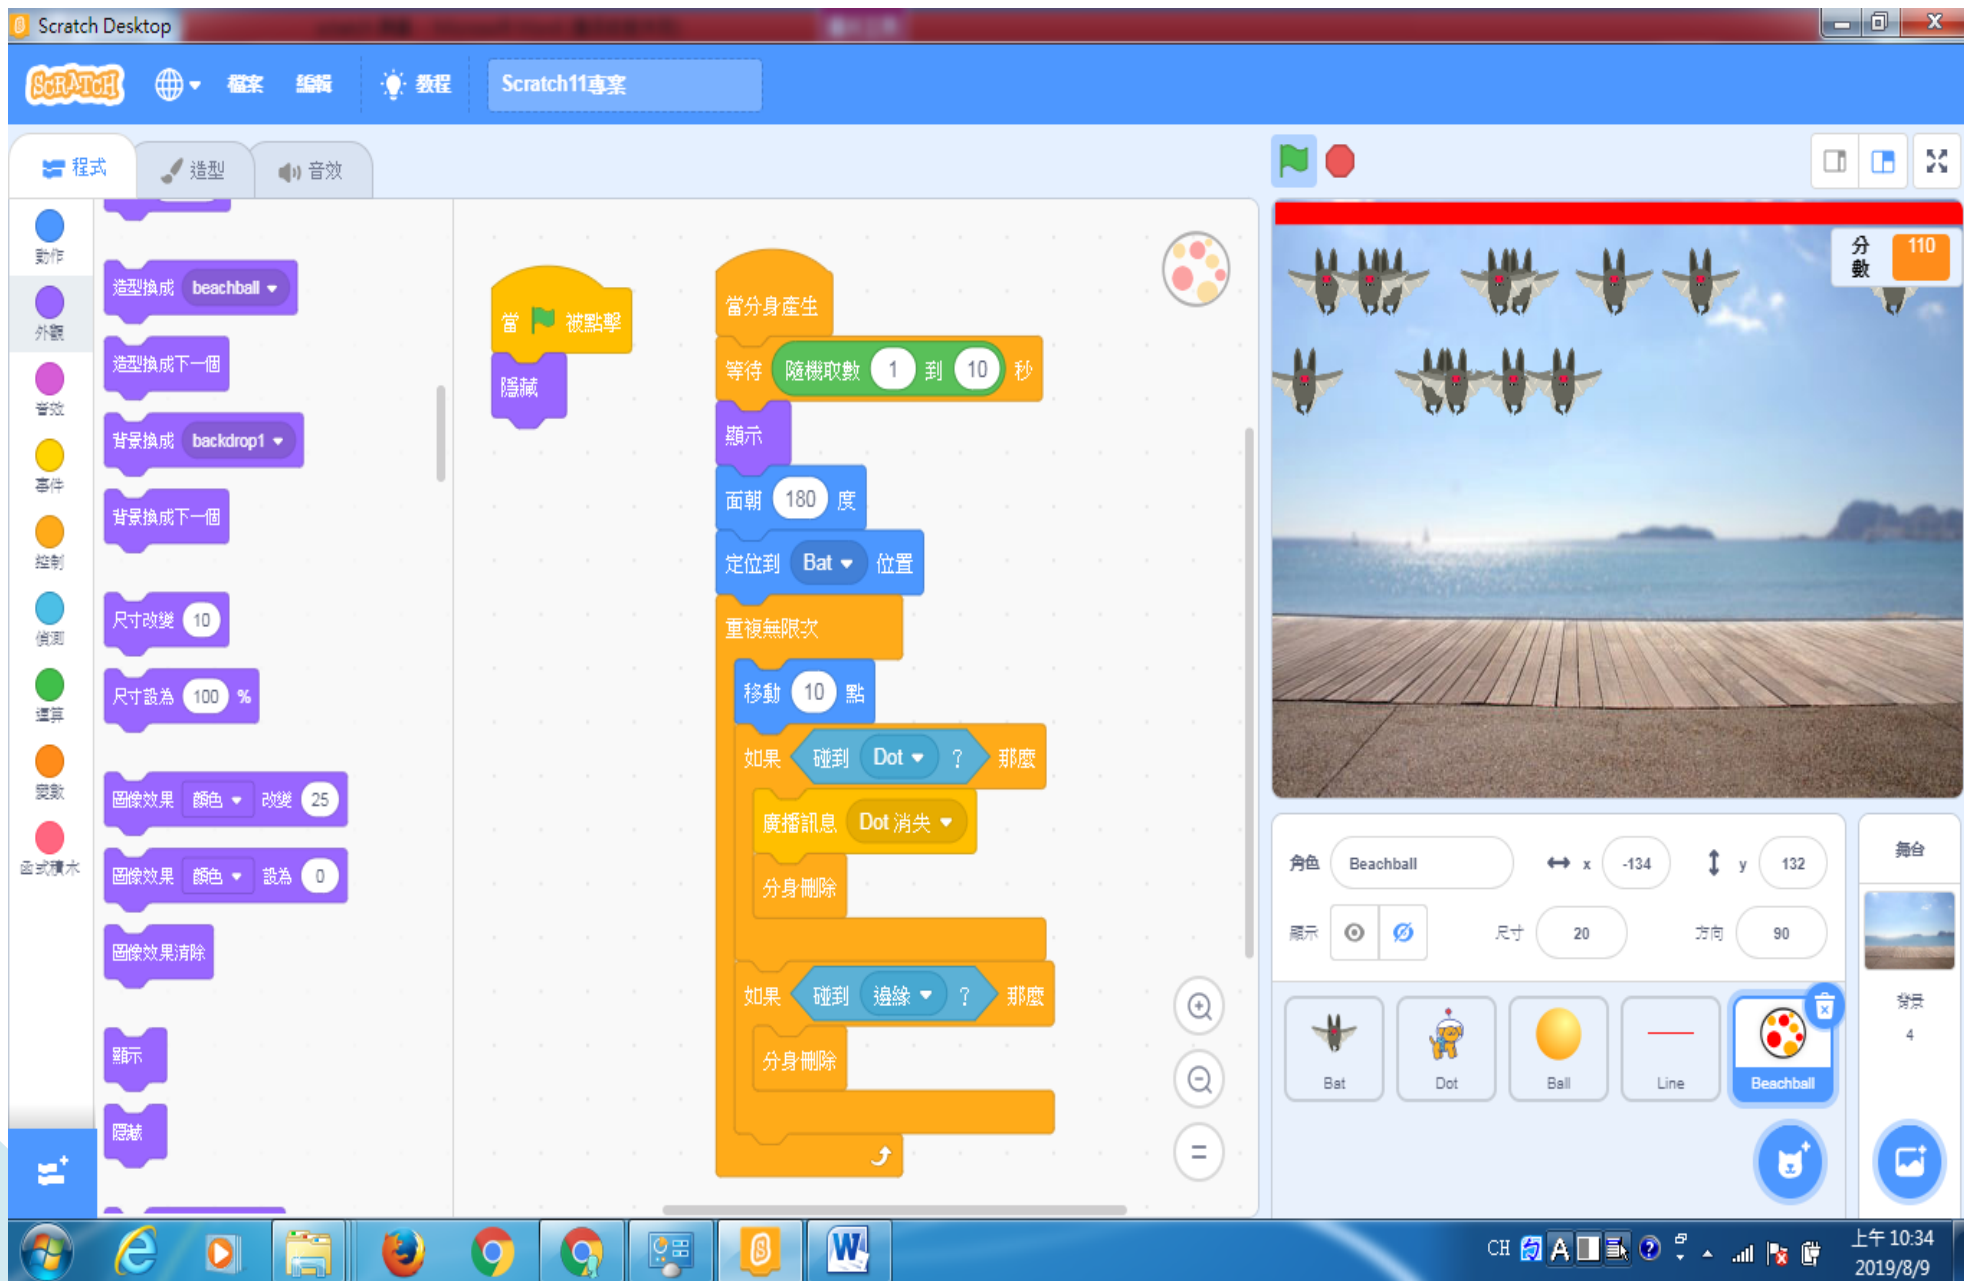 Scratch Desktop
SCRATCH 檔案 編輯 教程 Scratch11專案
程式 造型 音效
動作
外觀
音效
事件
控制
偵測
運算
變數
函式積木
造型換成 beachball
造型換成下一個
背景換成 backdrop1
背景換成下一個
尺寸改變 10
尺寸設為 100 %
圖像效果 顏色 改變 25
圖像效果 顏色 設為 0
圖像效果清除
顯示
隱藏
當 被點擊
隱藏
當分身產生
等待 隨機取數 1 到 10 秒
顯示
面朝 180 度
定位到 Bat 位置
重複無限次
移動 10 點
如果 碰到 Dot ? 那麼
廣播訊息 Dot 消失
分身刪除
如果 碰到 邊緣 ? 那麼
分身刪除
分數 110
角色 Beachball x -134 y 132
顯示 尺寸 20 方向 90
Bat Dot Ball Line Beachball
舞台
背景
4
CH
上午 10:34
2019/8/9